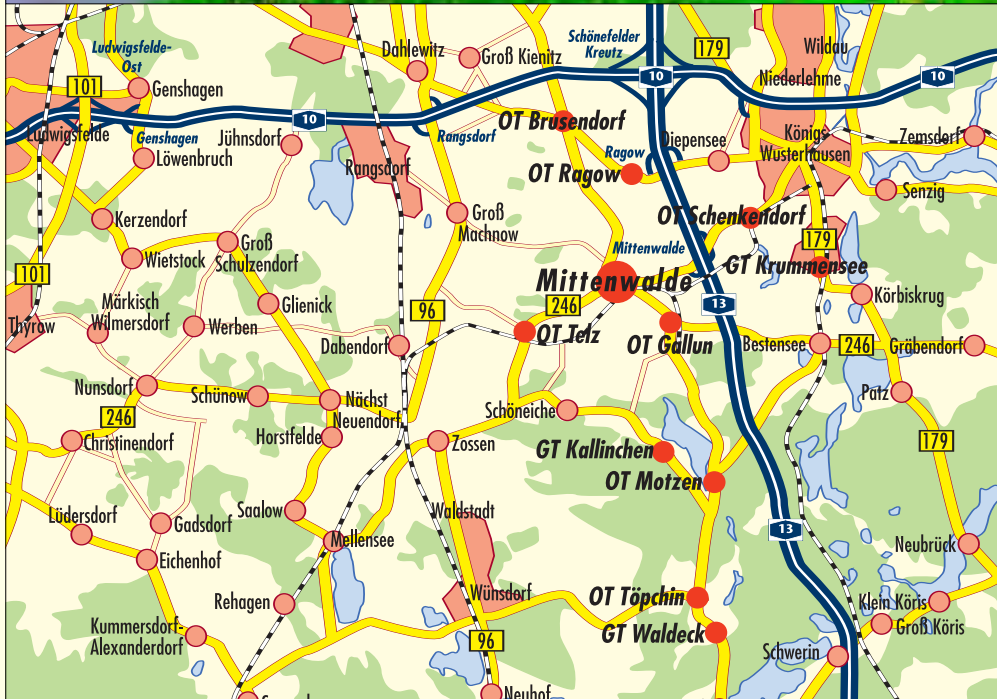 Ludwigsfelde-
Ost
Dahlewitz
Groß Kienitz
Schönefelder
Kreutz
179
Wildau
101
Genshagen
10
Niederlehme
10
10
Ludwigsfelde
Genshagen
Jühnsdorf
Rangsdorf
OT Brusendorf
Diepensee
Königs
Wusterhausen
Zernsdorf
Löwenbruch
Rangsdorf
Ragow
OT Ragow
Senzig
Kerzendorf
Groß
Machnow
OT Schenkendorf
179
Wietstock
Groß
Schulzendorf
Mittenwalde
GT Krummensee
101
Mittenwalde
Märkisch
Wilmersdorf
Glienick
96
246
13
Körbiskrug
Thyrow
Werben
Dabendorf
OT Telz
OT Gallun
Bestensee
246
Gräbendorf
Nunsdorf
Schünow
Nächst
Neuendorf
Schöneiche
Patz
246
Christinendorf
Horstfelde
Zossen
GT Kallinchen
179
OT Motzen
Lüdersdorf
Gadsdorf
Saalow
Waldstadt
13
Eichenhof
Mellensee
Neubrück
Rehagen
Wünsdorf
OT Töpchin
Klein Köris
Kummersdorf-
Alexanderdorf
96
GT Waldeck
Groß Köris
Schwerin
Neuhof